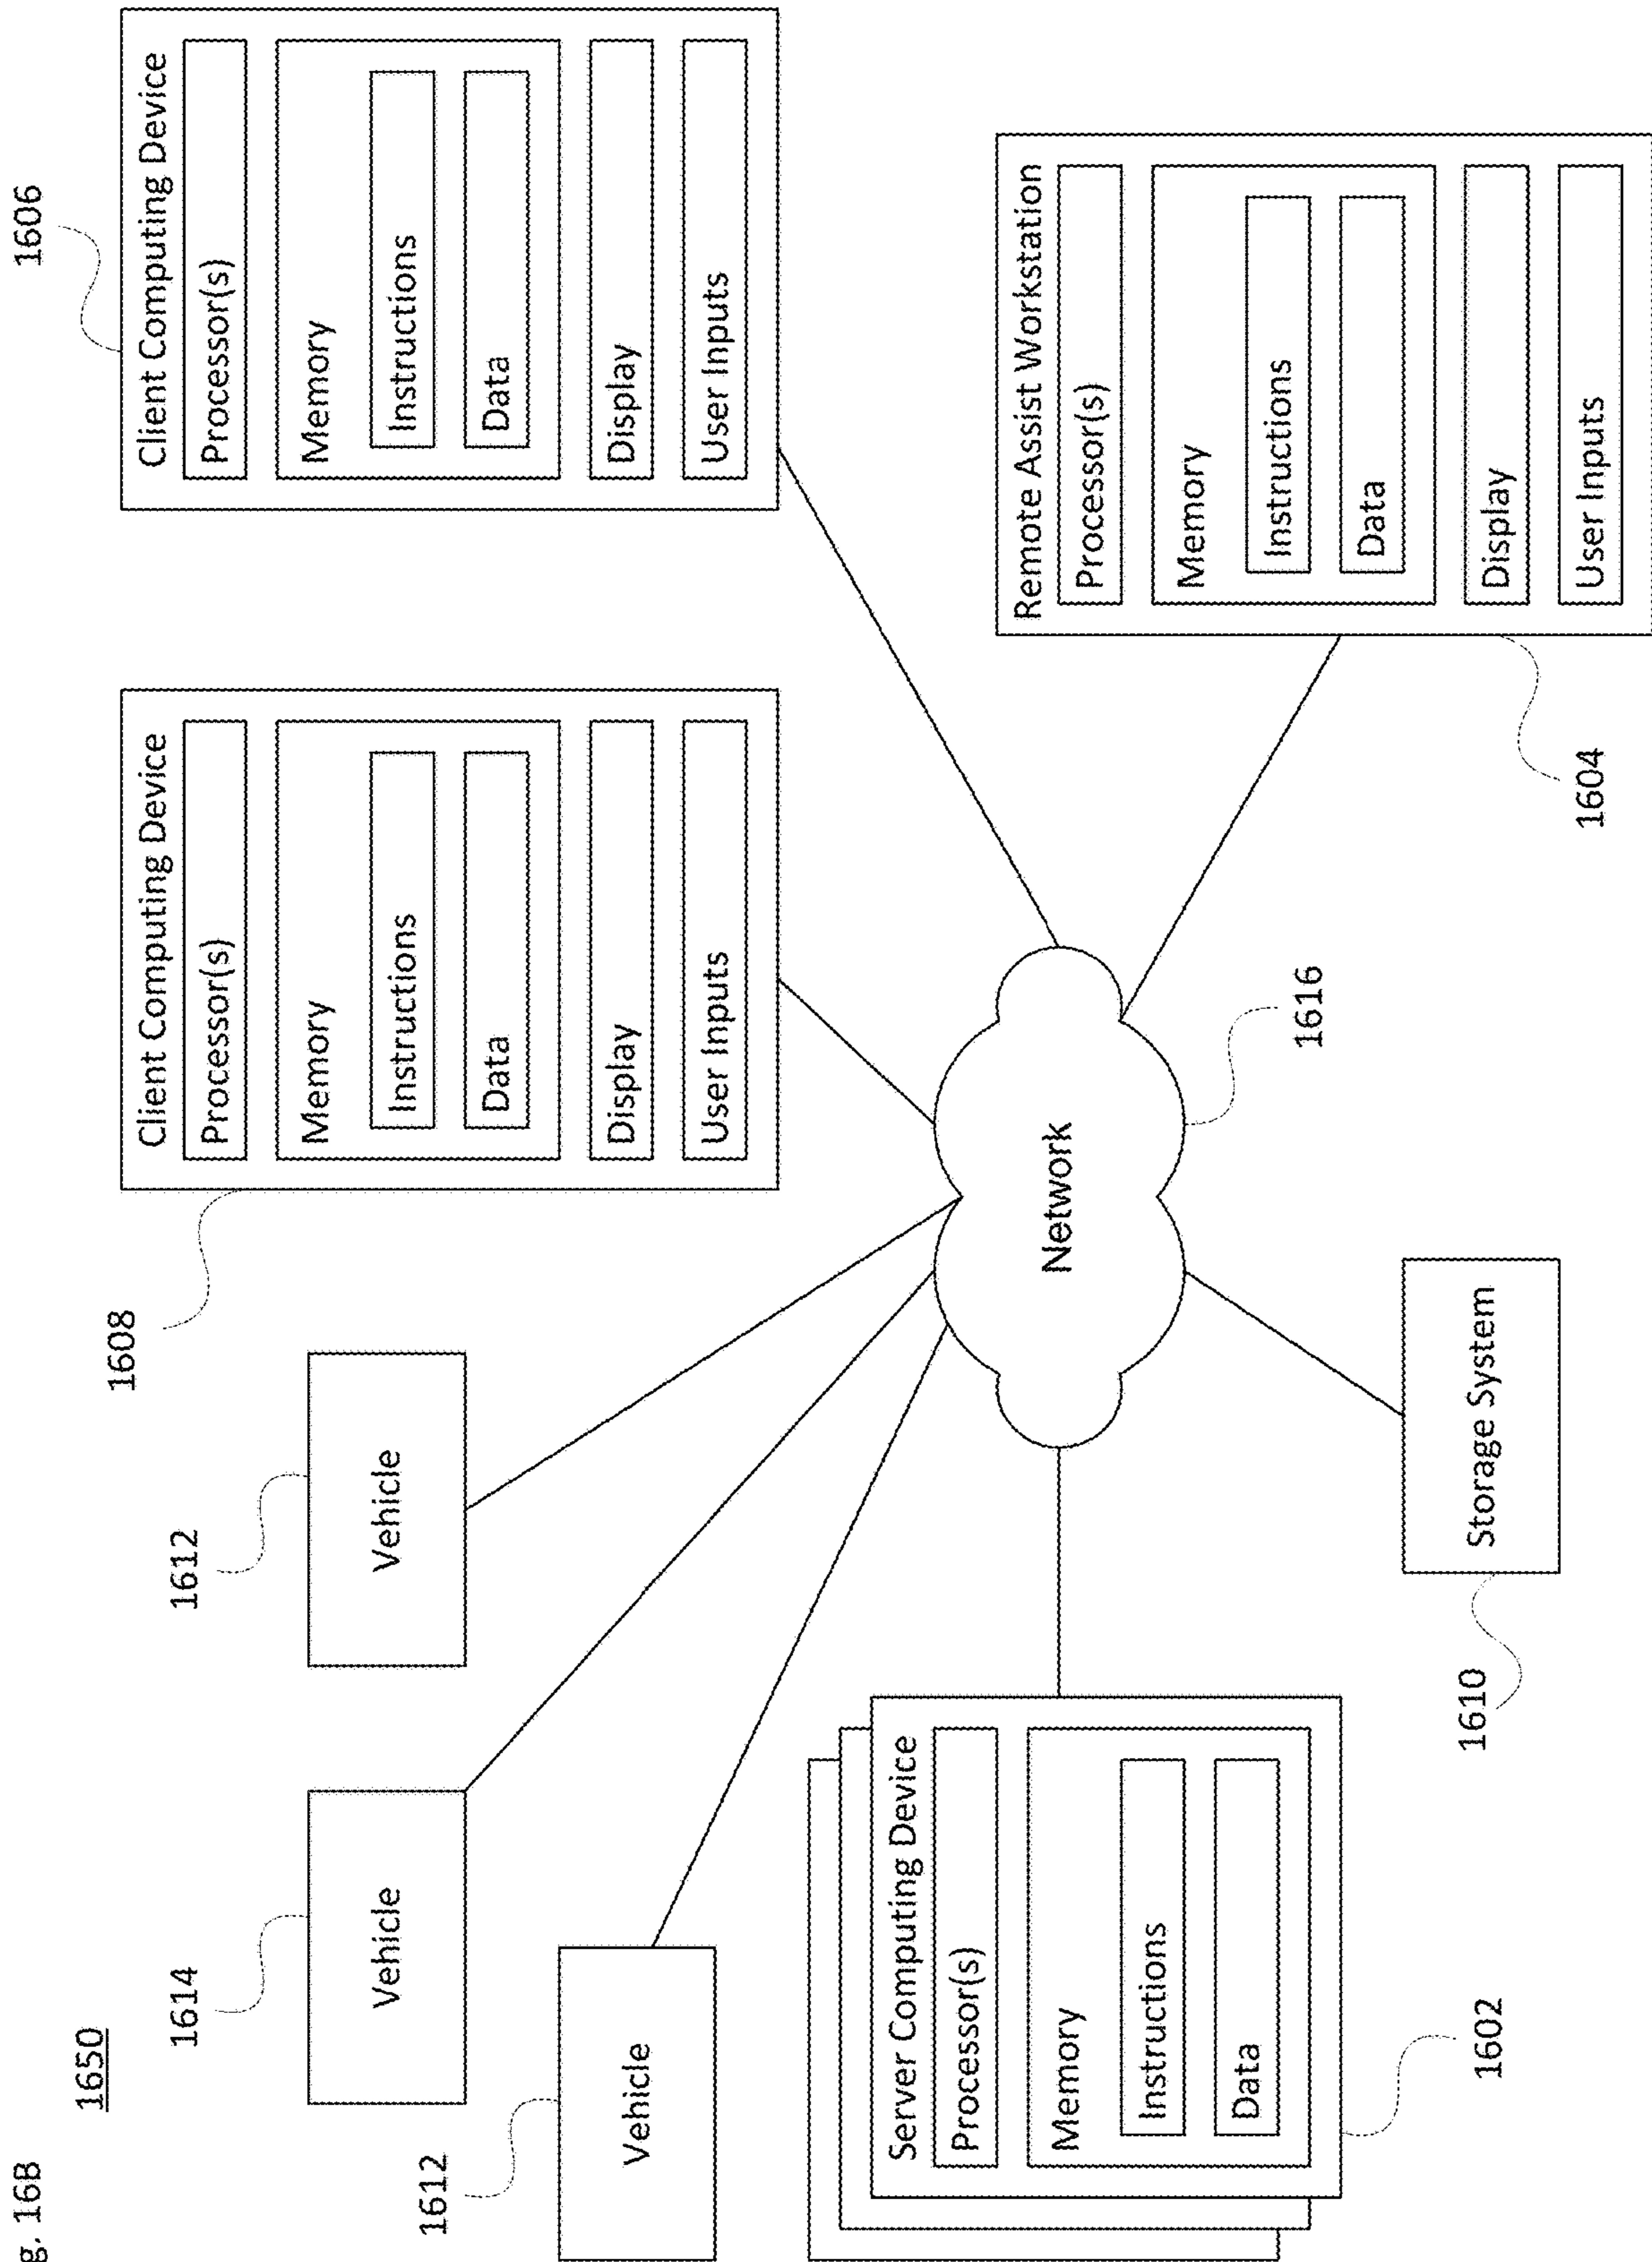 g. 16B
1650
1612
Vehicle
1614
Vehicle
1612
Vehicle
1608
Client Computing Device
Processor(s)
Memory
Instructions
Data
Display
User Inputs
1606
Client Computing Device
Processor(s)
Memory
Instructions
Data
Display
User Inputs
Server Computing Device
Processor(s)
Memory
Instructions
Data
1602
Network
1616
Storage System
1610
Remote Assist Workstation
Processor(s)
Memory
Instructions
Data
Display
User Inputs
1604